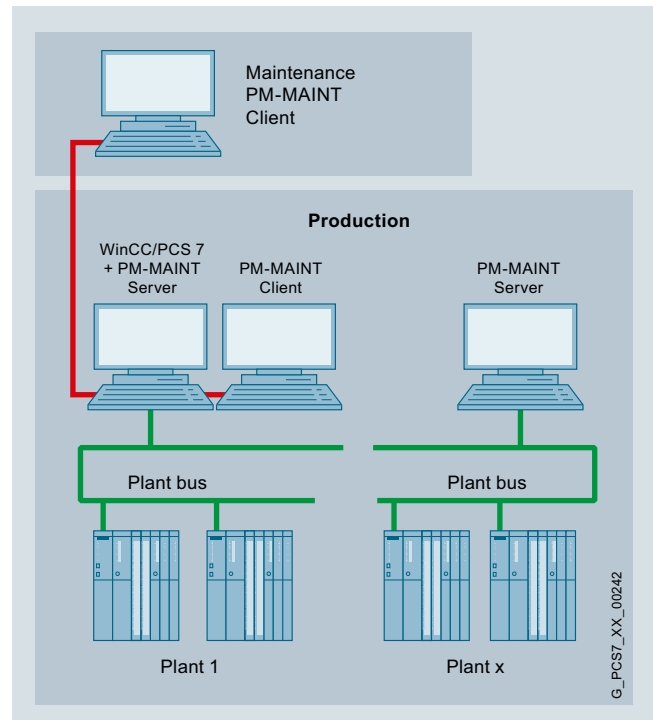 Maintenance
PM-MAINT
Client
Production
WinCC/PCS 7
+ PM-MAINT
Server
PM-MAINT
Client
PM-MAINT
Server
Plant bus
Plant bus
Plant 1
Plant x
G_PCS7_XX_00242